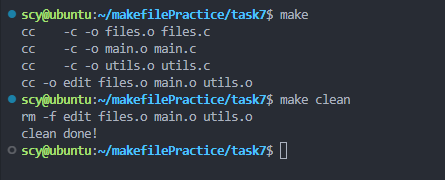 scy@ubuntu:~/makefilePractice/task7$ make
cc    -c -o files.o files.c
cc    -c -o main.o main.c
cc    -c -o utils.o utils.c
cc -o edit files.o main.o utils.o
scy@ubuntu:~/makefilePractice/task7$ make clean
rm -f edit files.o main.o utils.o
clean done!
scy@ubuntu:~/makefilePractice/task7$